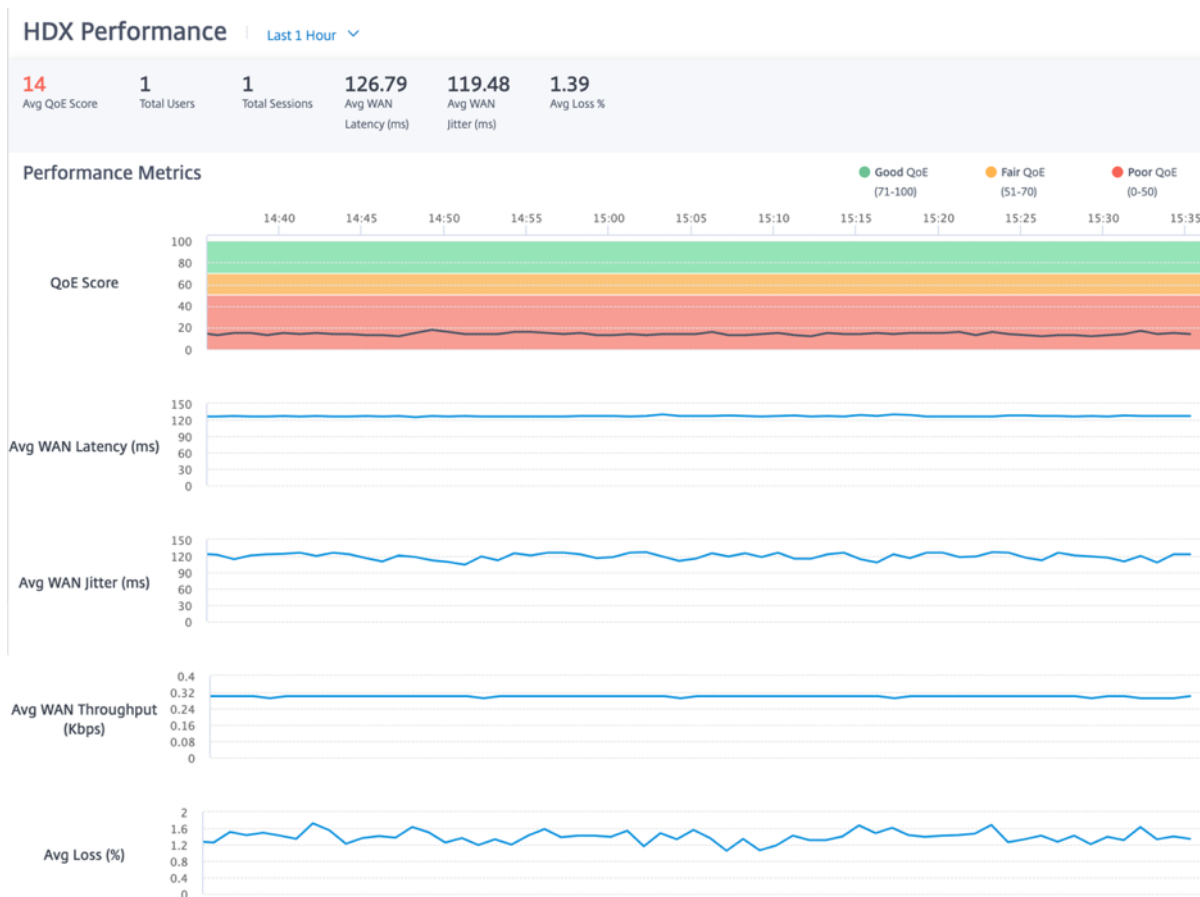 HDX Performance
Last 1 Hour
14 1 1 126.79 119.48 1.39
Avg QoE Score Total Users Total Sessions Avg WAN Avg WAN Avg Loss %
Latency (ms) Jitter (ms)
Performance Metrics
Good QoE Fair QoE Poor QoE
(71-100) (51-70) (0-50)
14:40 14:45 14:50 14:55 15:00 15:05 15:10 15:15 15:20 15:25 15:30 15:35
QoE Score
100
80
60
40
20
0
Avg WAN Latency (ms)
150
120
90
60
30
0
Avg WAN Jitter (ms)
150
120
90
60
30
0
Avg WAN Throughput
(Kbps)
0.4
0.32
0.24
0.16
0.08
0
Avg Loss (%)
2
1.6
1.2
0.8
0.4
0